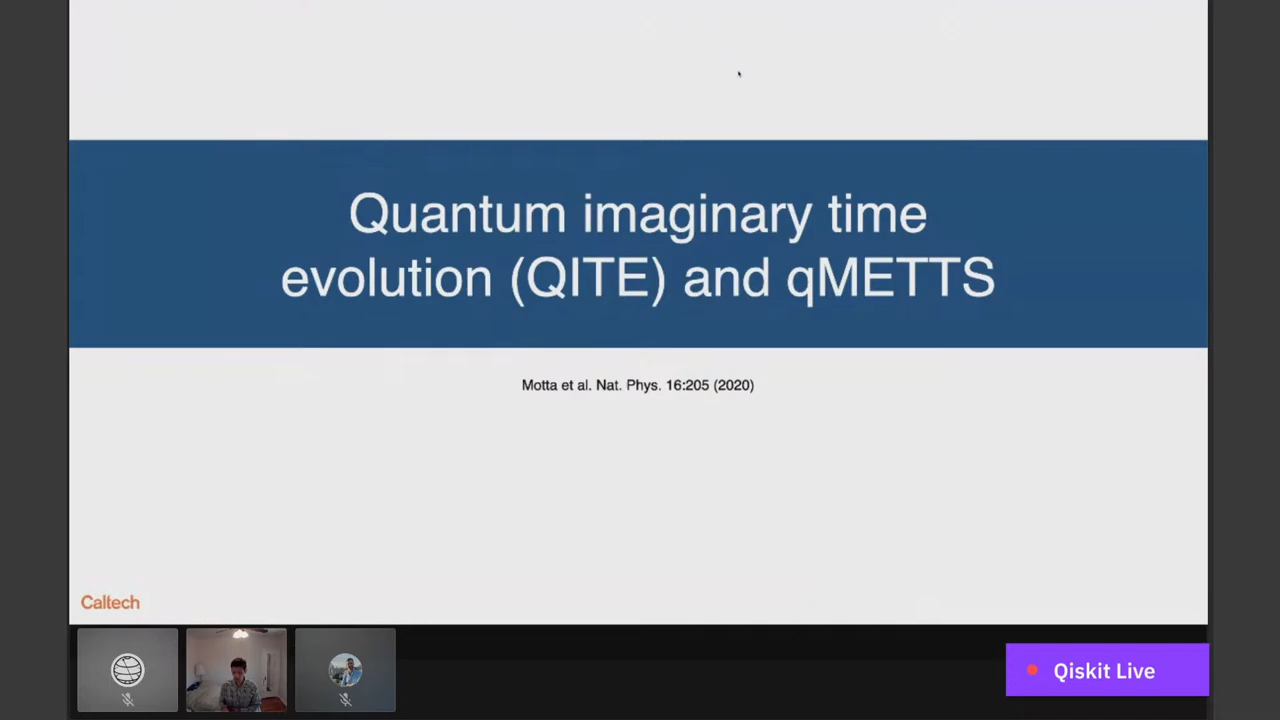 Quantum imaginary time
evolution (QITE) and qMETTS
Motta et al. Nat. Phys. 16:205 (2020)
Caltech
Qiskit Live